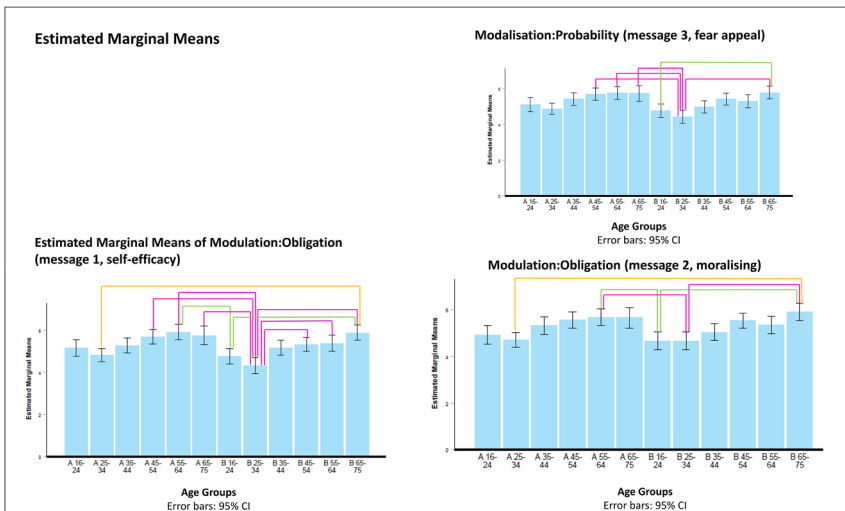 Estimated Marginal Means
Modalisation:Probability (message 3, fear appeal)
Estimated Marginal Means
6
4
2
0
A 16-24 A 25-34 A 35-44 A 45-54 A 55-64 A 65-75 B 16-24 B 25-34 B 35-44 B 45-54 B 55-64 B 65-75
Age Groups
Error bars: 95% CI
Estimated Marginal Means of Modulation:Obligation
(message 1, self-efficacy)
Estimated Marginal Means
6
4
2
0
A 16-24 A 25-34 A 35-44 A 45-54 A 55-64 A 65-75 B 16-24 B 25-34 B 35-44 B 45-54 B 55-64 B 65-75
Age Groups
Error bars: 95% CI
Modulation:Obligation (message 2, moralising)
Estimated Marginal Means
6
4
2
0
A 16-24 A 25-34 A 35-44 A 45-54 A 55-64 A 65-75 B 16-24 B 25-34 B 35-44 B 45-54 B 55-64 B 65-75
Age Groups
Error bars: 95% CI